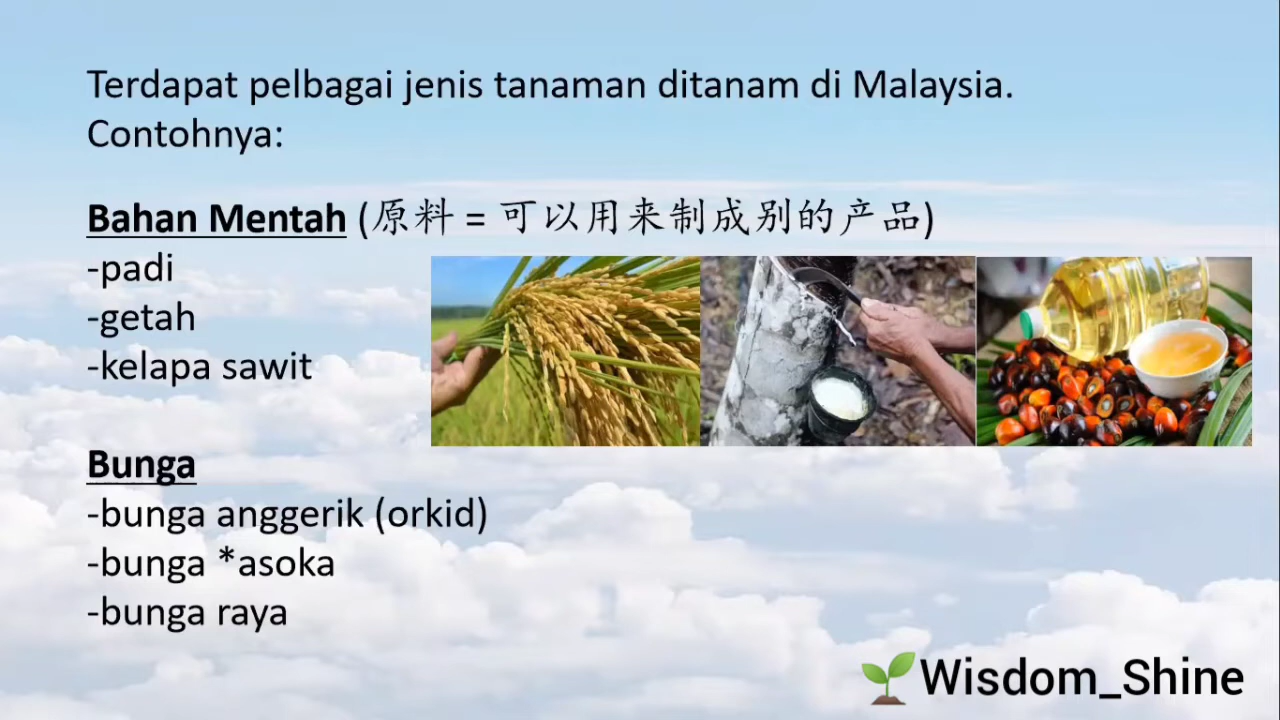 Terdapat pelbagai jenis tanaman ditanam di Malaysia.
Contohnya:
Bahan Mentah (原料 = 可以用来制成别的产品)
-padi
-getah
-kelapa sawit
Bunga
-bunga anggerik (orkid)
-bunga *asoka
-bunga raya
Wisdom_Shine